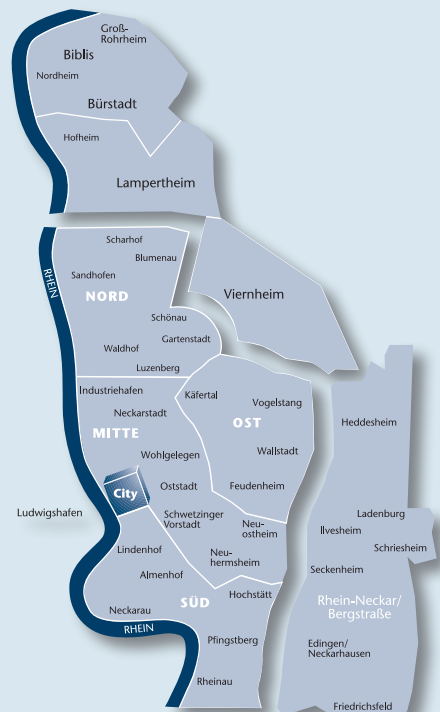 Groß-
Rohrheim
Biblis
Nordheim
Bürstadt
Hofheim
Lampertheim
Scharhof
Blumenau
RHEIN
Sandhofen
NORD
Viernheim
Schönau
Gartenstadt
Waldhof
Luzenberg
Industriehafen
Käfertal
Vogelstang
Neckarstadt
OST
Heddesheim
MITTE
Wohlgelegen
Wallstadt
City
Oststadt
Feudenheim
Ludwigshafen
Schwetzinger
Vorstadt
Neu-
ostheim
Ladenburg
Ilvesheim
Schriesheim
Lindenhof
Neu-
hermsheim
Almenhof
Seckenheim
Hochstätt
SÜD
Rhein-Neckar/
Bergstraße
Neckarau
RHEIN
Pfingstberg
Edingen/
Neckarhausen
Rheinau
Friedrichsfeld